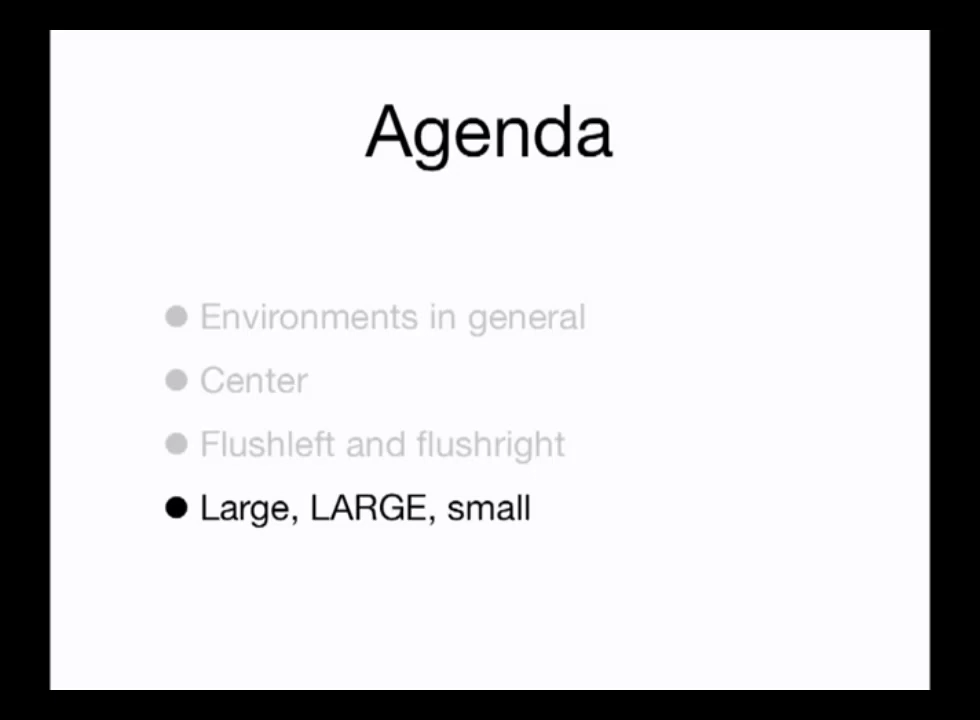 Agenda
● Environments in general
● Center
● Flushleft and flushright
● Large, LARGE, small